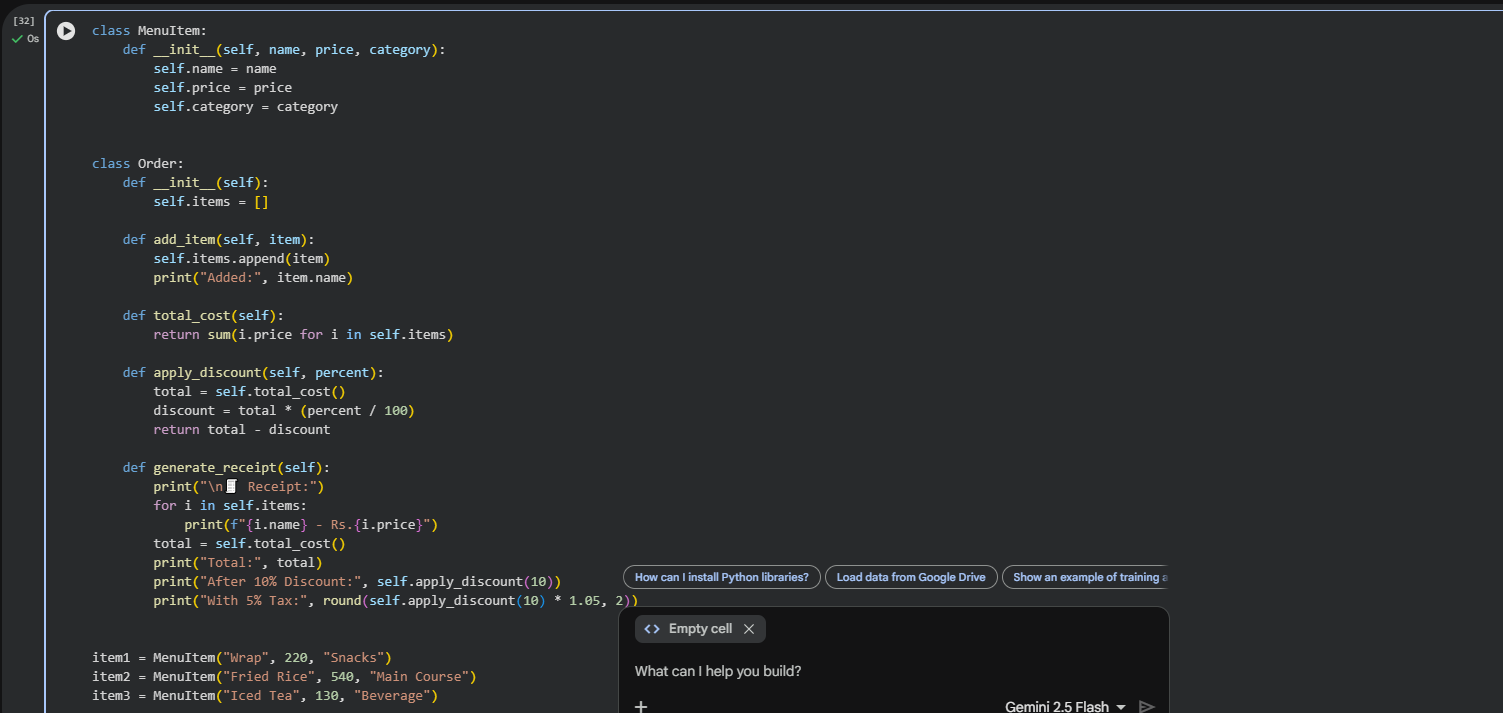 [32]
0s
class MenuItem:
    def __init__(self, name, price, category):
        self.name = name
        self.price = price
        self.category = category
class Order:
    def __init__(self):
        self.items = []
    def add_item(self, item):
        self.items.append(item)
        print("Added:", item.name)
    def total_cost(self):
        return sum(i.price for i in self.items)
    def apply_discount(self, percent):
        total = self.total_cost()
        discount = total * (percent / 100)
        return total - discount
    def generate_receipt(self):
        print("\n🧾 Receipt:")
        for i in self.items:
            print(f"{i.name} - Rs.{i.price}")
        total = self.total_cost()
        print("Total:", total)
        print("After 10% Discount:", self.apply_discount(10))
        print("With 5% Tax:", round(self.apply_discount(10) * 1.05, 2))
item1 = MenuItem("Wrap", 220, "Snacks")
item2 = MenuItem("Fried Rice", 540, "Main Course")
item3 = MenuItem("Iced Tea", 130, "Beverage")
How can I install Python libraries? Load data from Google Drive Show an example of training
Empty cell
What can I help you build?
Gemini 2.5 Flash